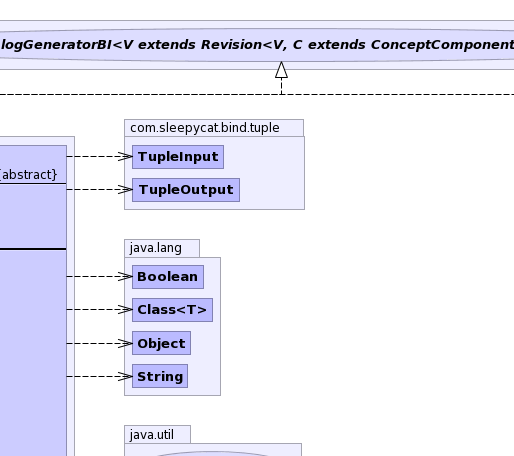 logGeneratorBI<V extends Revision<V, C extends ConceptComponent
com.sleepycat.bind.tuple
TupleInput
{abstract}
TupleOutput
java.lang
Boolean
Class<T>
Object
String
java.util